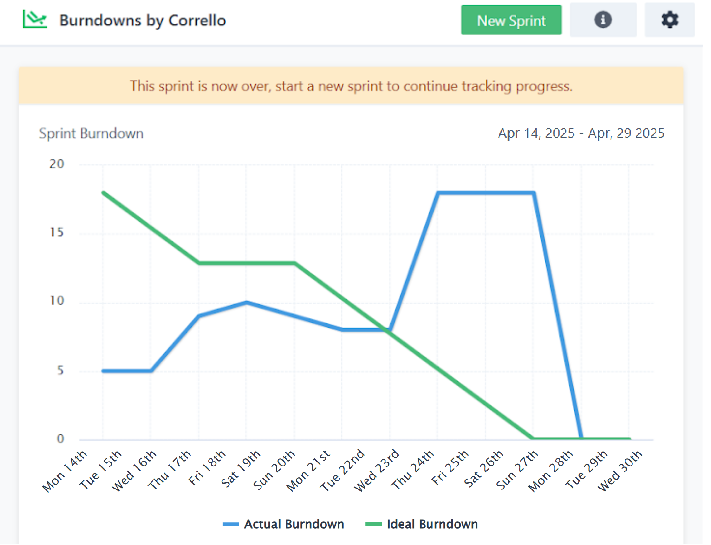 Burndowns by Corrello
New Sprint
This sprint is now over, start a new sprint to continue tracking progress.
Sprint Burndown
Apr 14, 2025 - Apr, 29 2025
20
15
10
5
0
Mon 14th
Tue 15th
Wed 16th
Thu 17th
Fri 18th
Sat 19th
Sun 20th
Mon 21st
Tue 22nd
Wed 23rd
Thu 24th
Fri 25th
Sat 26th
Sun 27th
Mon 28th
Tue 29th
Wed 30th
Actual Burndown
Ideal Burndown